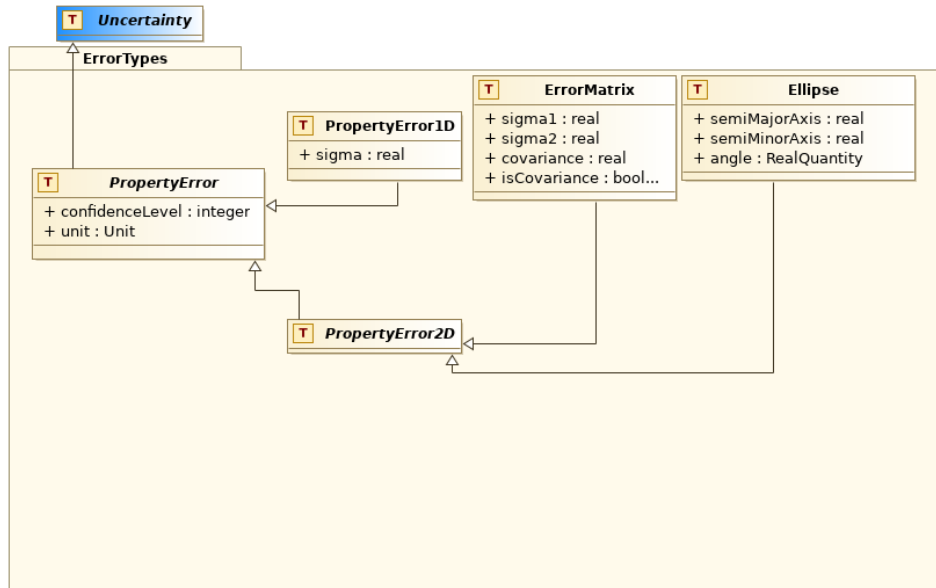 T Uncertainty
ErrorTypes
T PropertyError
+ confidenceLevel : integer
+ unit : Unit
T PropertyError1D
+ sigma : real
T ErrorMatrix
+ sigma1 : real
+ sigma2 : real
+ covariance : real
+ isCovariance : bool...
T Ellipse
+ semiMajorAxis : real
+ semiMinorAxis : real
+ angle : RealQuantity
T PropertyError2D